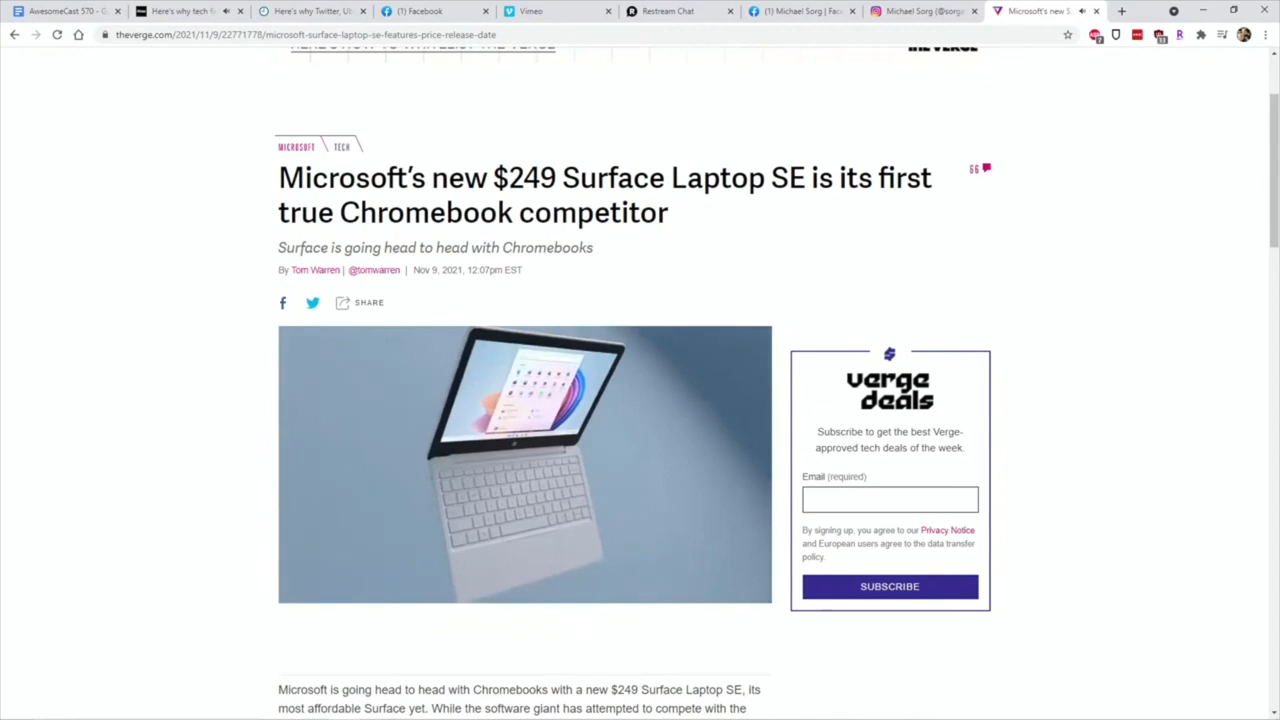 AwesomeCast 570 - G
Here's why tech f
Here's why Twitter, Ub
(1) Facebook
Vimeo
Restream Chat
(1) Michael Sorg | Face
Michael Sorg (@sorga
Microsoft's new S
theverge.com/2021/11/9/22771778/microsoft-surface-laptop-se-features-price-release-date
THE VERGE
MICROSOFT
TECH
Microsoft's new $249 Surface Laptop SE is its first
true Chromebook competitor
66
Surface is going head to head with Chromebooks
By Tom Warren | @tomwarren | Nov 9, 2021, 12:07pm EST
SHARE
verge
deals
Subscribe to get the best Verge-
approved tech deals of the week.
Email (required)
By signing up, you agree to our Privacy Notice
and European users agree to the data transfer
policy.
SUBSCRIBE
Microsoft is going head to head with Chromebooks with a new $249 Surface Laptop SE, its
most affordable Surface yet. While the software giant has attempted to compete with the